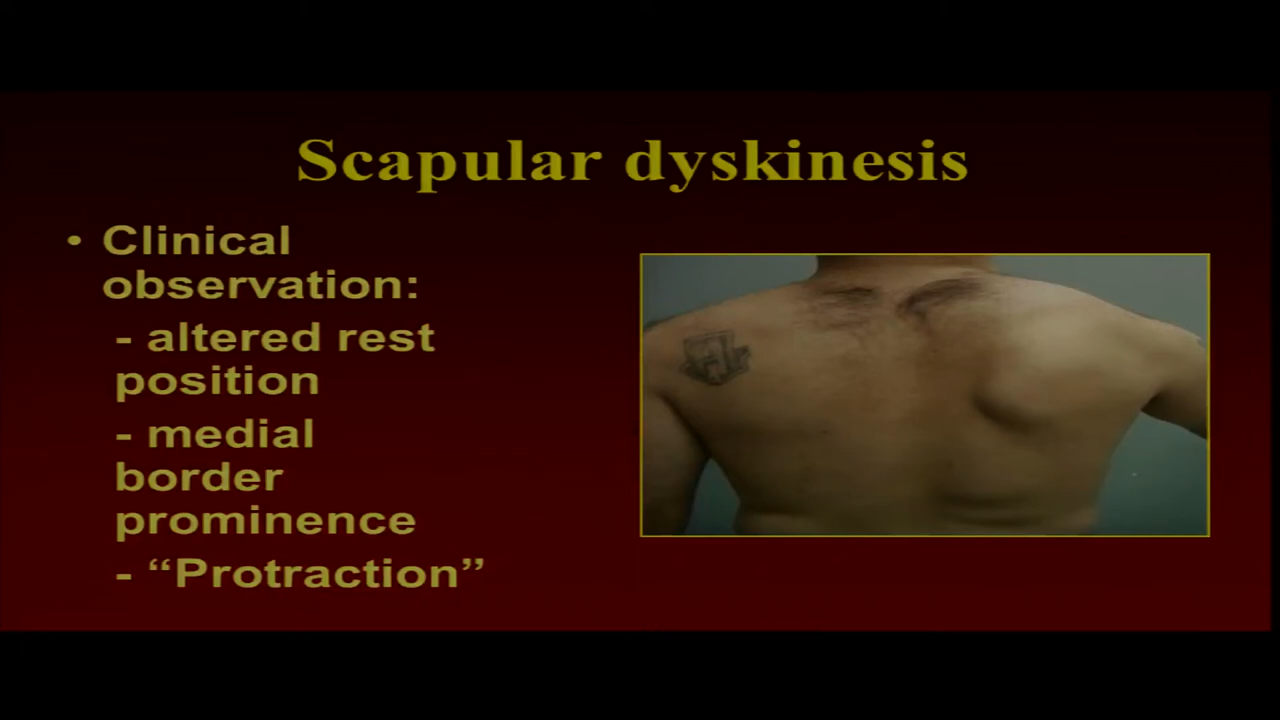 Scapular dyskinesis
• Clinical
observation:
- altered rest
position
- medial
border
prominence
- “Protraction”